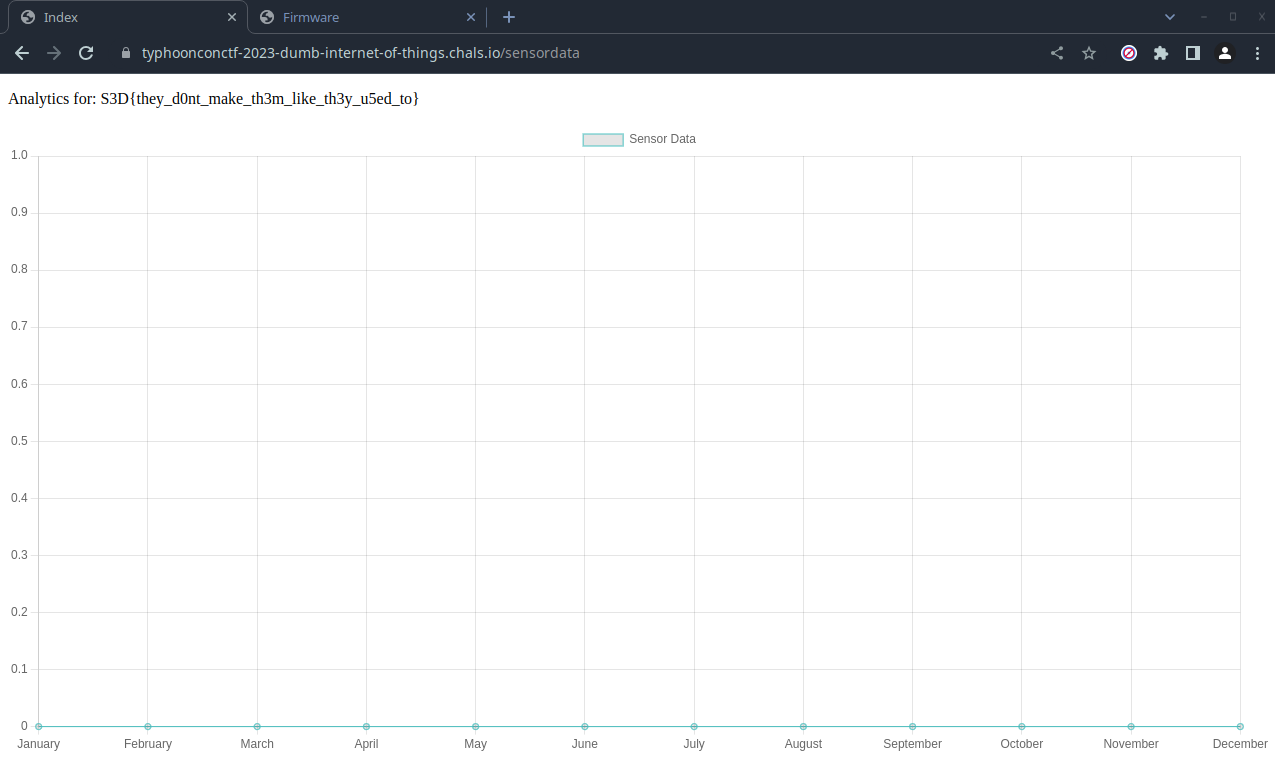 Index
Firmware
typhoonconctf-2023-dumb-internet-of-things.chals.io/sensordata
Analytics for: S3D{they_d0nt_make_th3m_like_th3y_u5ed_to}
Sensor Data
1.0
0.9
0.8
0.7
0.6
0.5
0.4
0.3
0.2
0.1
0
January February March April May June July August September October November December